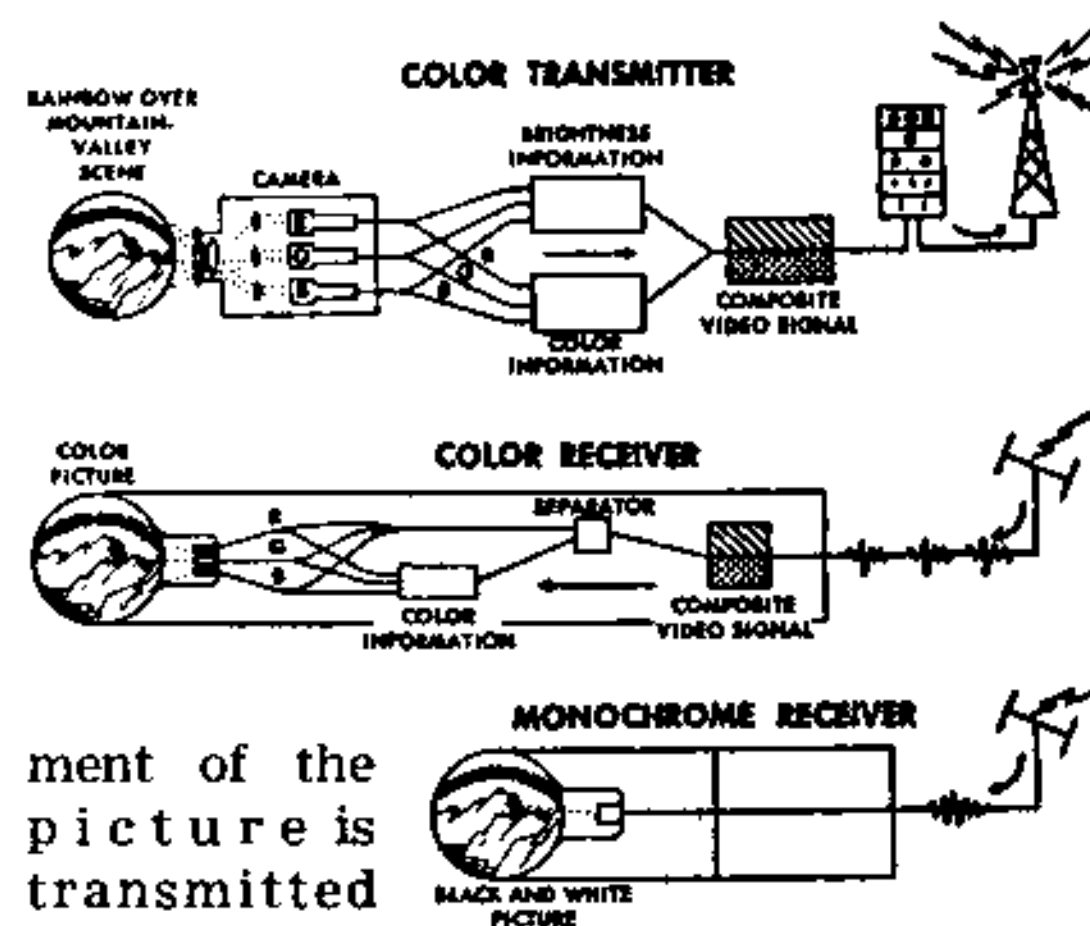 COLOR TRANSMITTER
RAINBOW OVER
MOUNTAIN-
VALLEY
SCENE
CAMERA
BRIGHTNESS
INFORMATION
R
G
B
R
G
B
COLOR
INFORMATION
COMPOSITE
VIDEO SIGNAL
COLOR RECEIVER
COLOR
PICTURE
R
G
B
SEPARATOR
COLOR
INFORMATION
COMPOSITE
VIDEO SIGNAL
MONOCHROME RECEIVER
BLACK AND WHITE
PICTURE
ment of the
picture is
transmitted